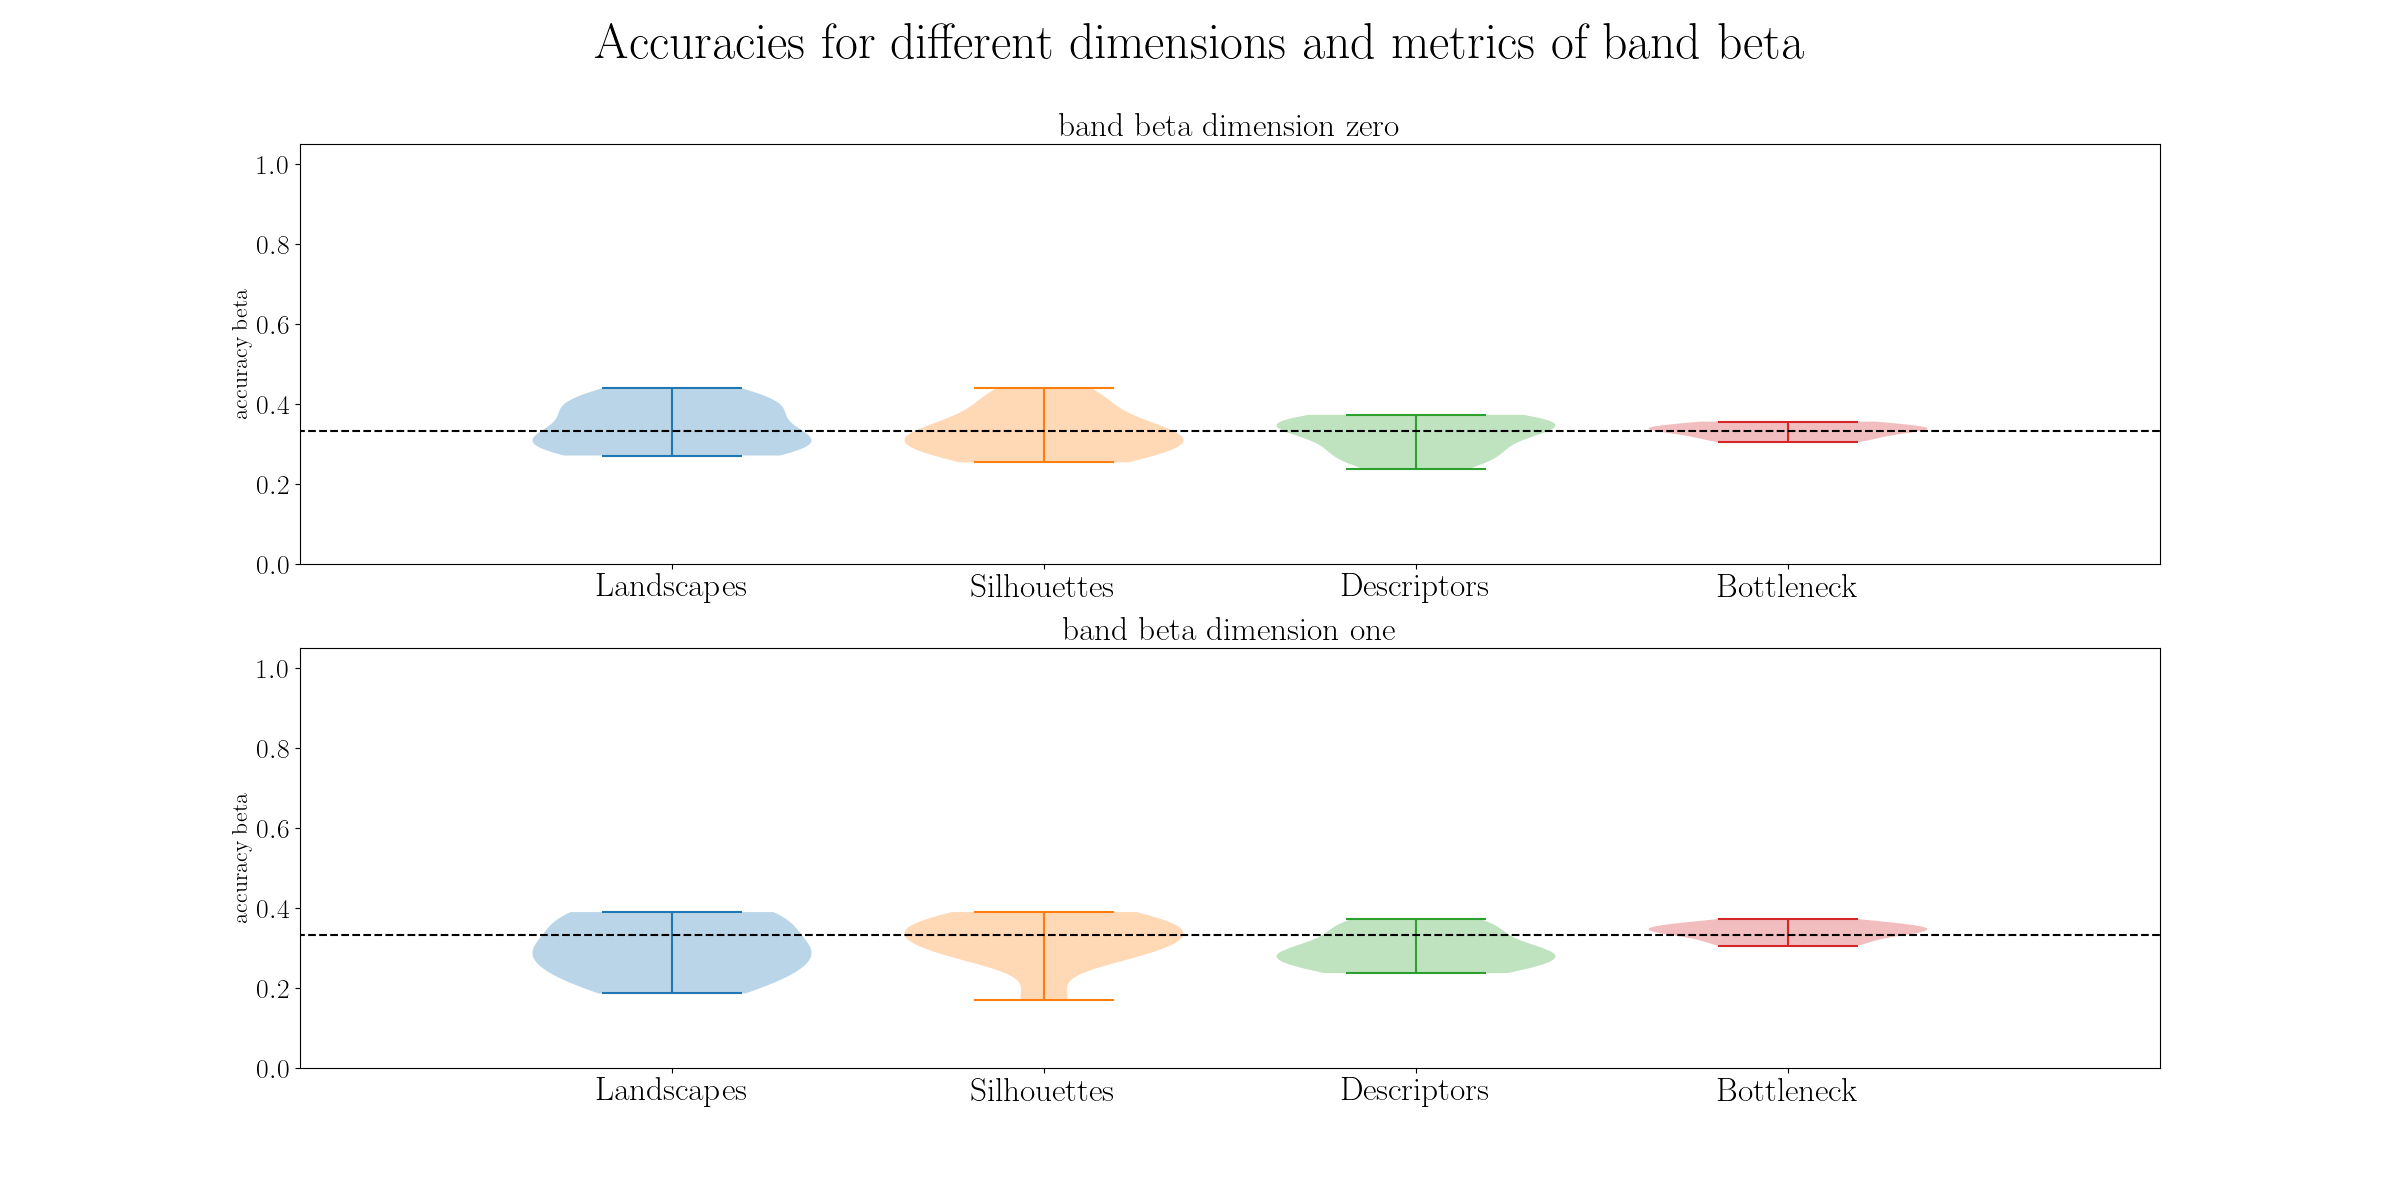 Accuracies for different dimensions and metrics of band beta
band beta dimension zero
1.0
0.8
0.6
0.4
0.2
0.0
accuracy beta
Landscapes Silhouettes Descriptors Bottleneck
band beta dimension one
1.0
0.8
0.6
0.4
0.2
0.0
accuracy beta
Landscapes Silhouettes Descriptors Bottleneck